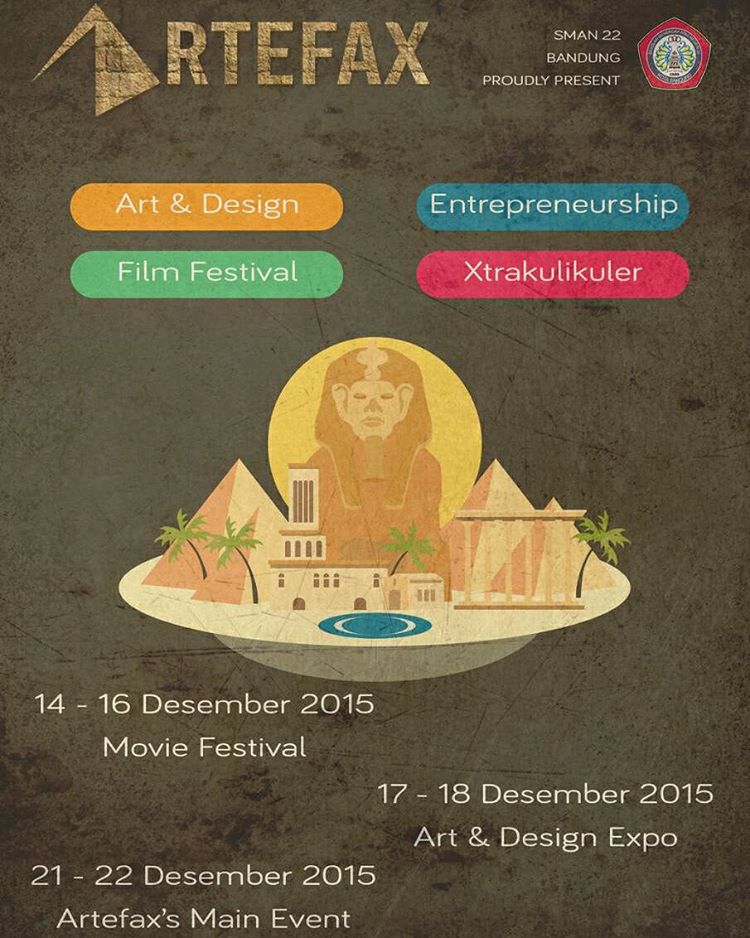 ARTEFAX
SMAN 22
BANDUNG
PROUDLY PRESENT
Art & Design
Entrepreneurship
Film Festival
Xtrakulikuler
14 - 16 Desember 2015
Movie Festival
17 - 18 Desember 2015
Art & Design Expo
21 - 22 Desember 2015
Artefax's Main Event